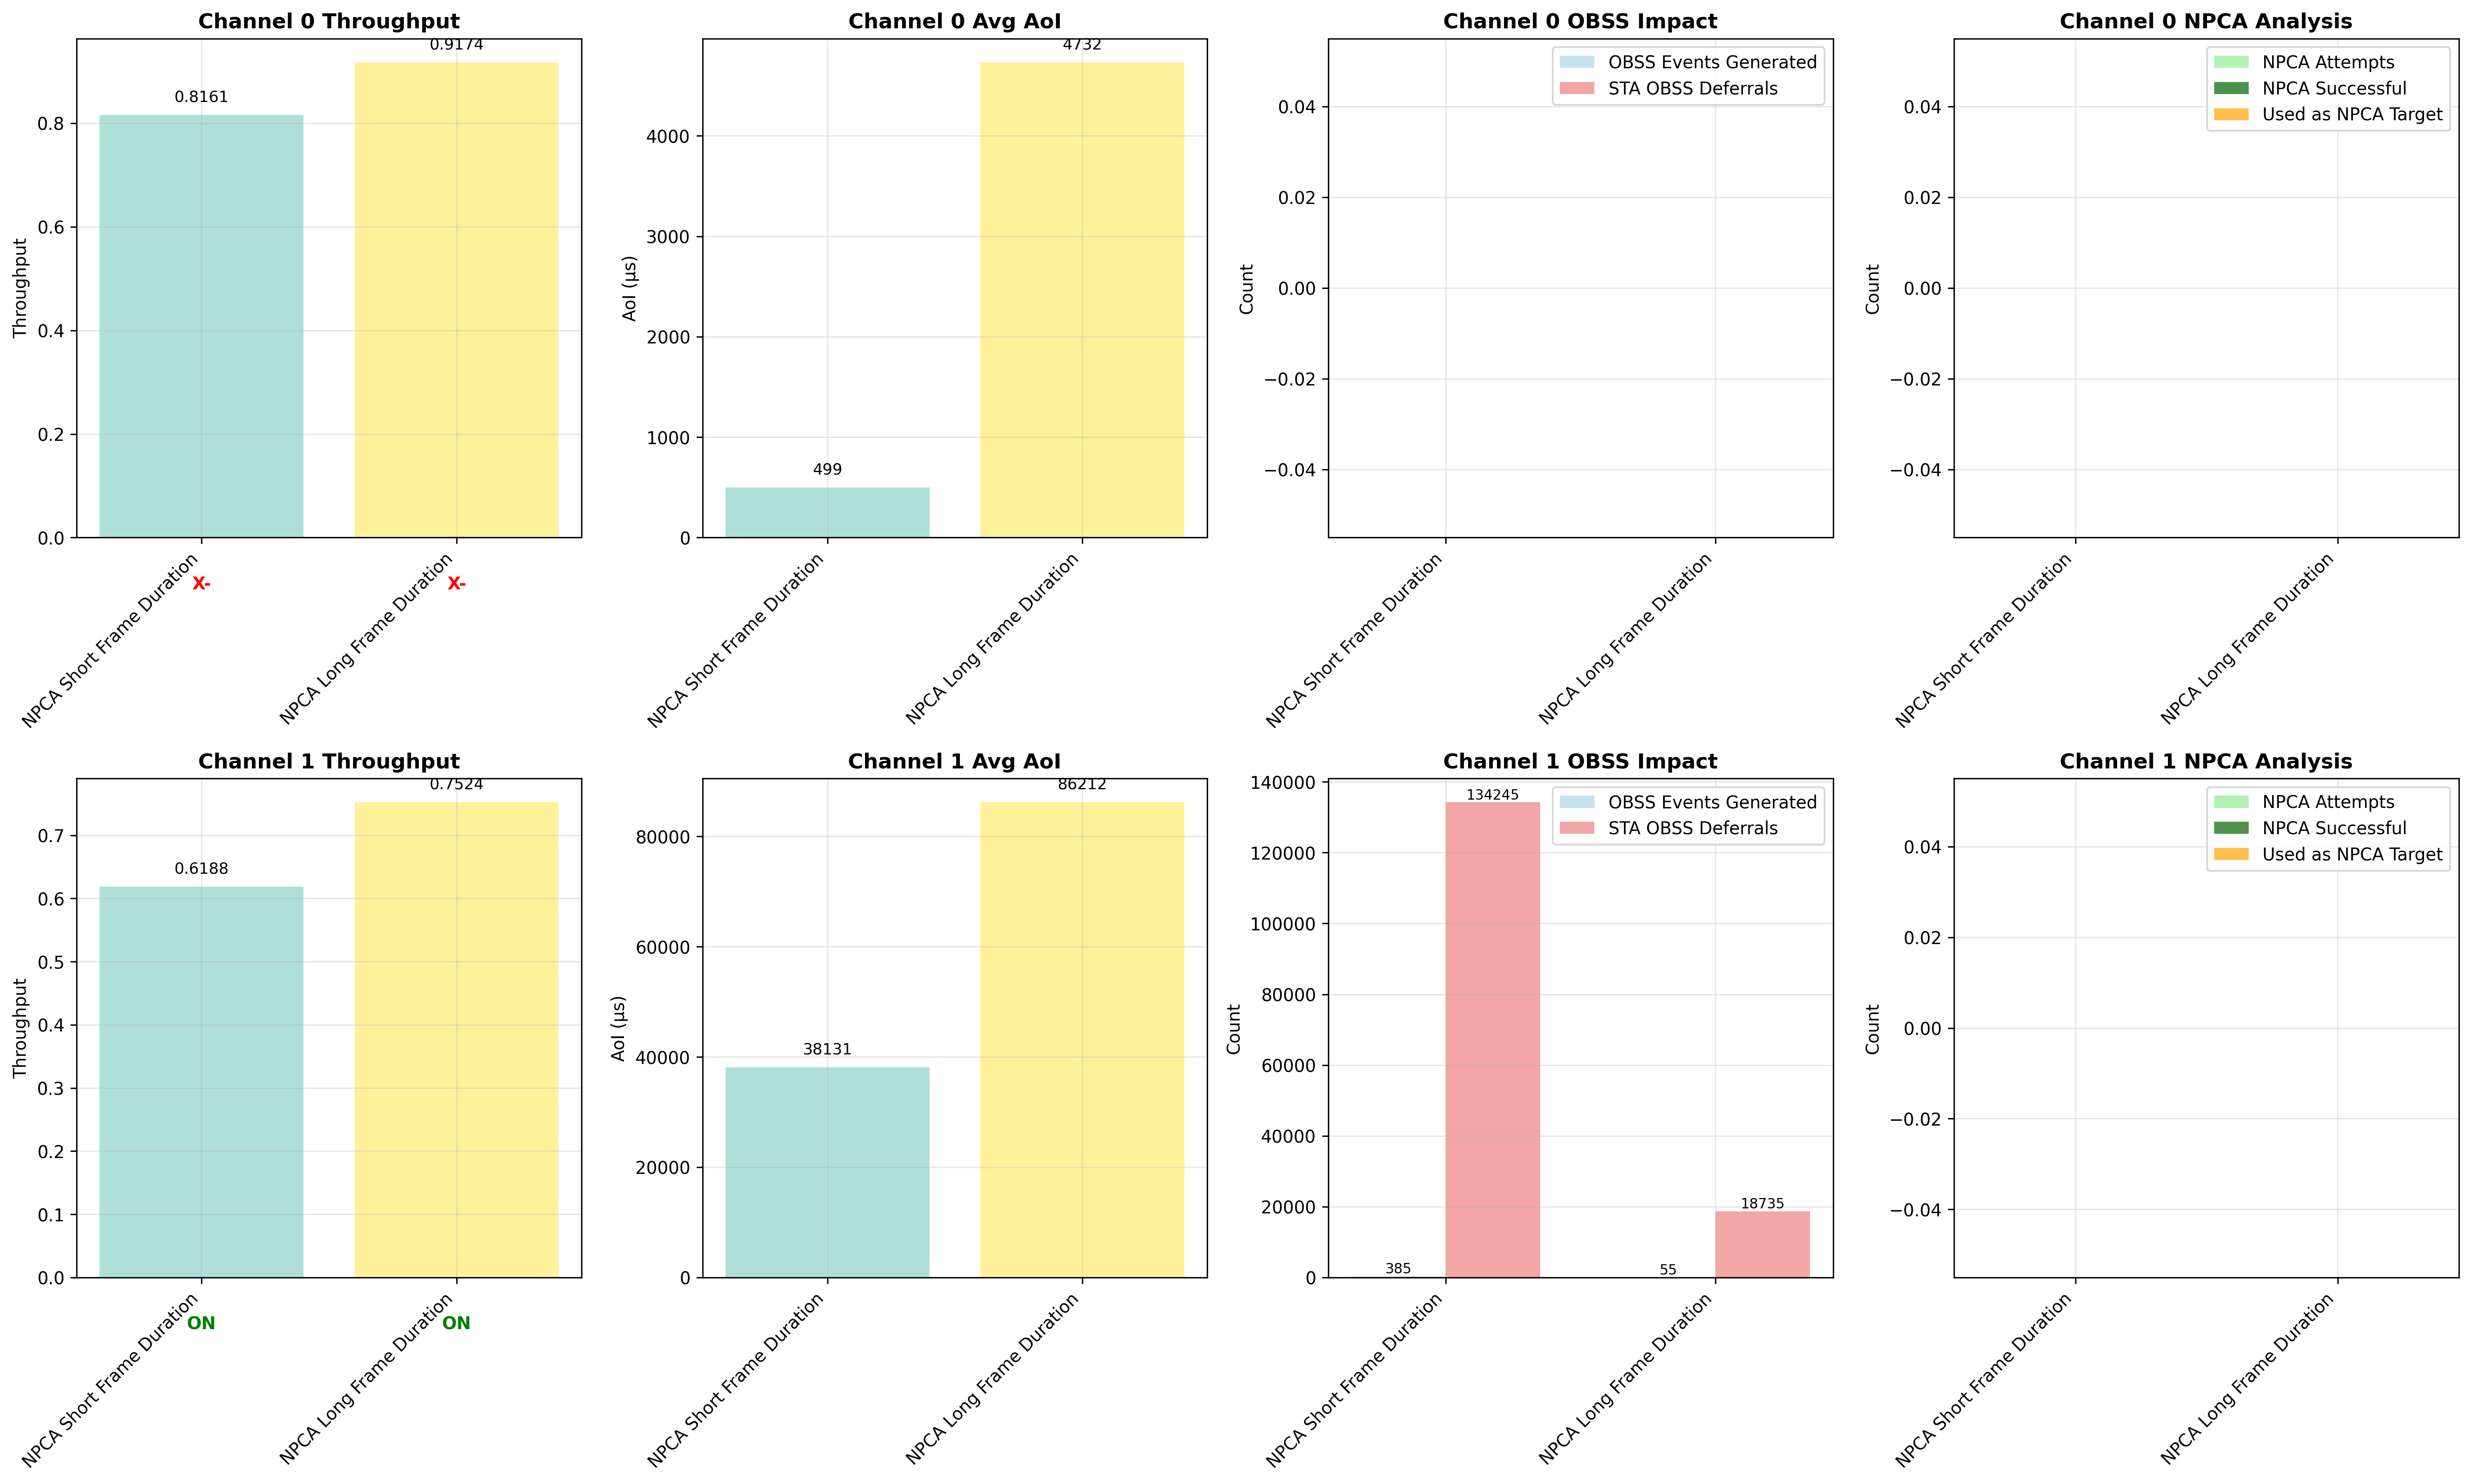 Channel 0 Throughput
Throughput
0.8
0.6
0.4
0.2
0.0
0.8161
0.9174
NPCA Short Frame Duration
NPCA Long Frame Duration
X-
X-
Channel 0 Avg AoI
AoI (µs)
4000
3000
2000
1000
0
499
4732
NPCA Short Frame Duration
NPCA Long Frame Duration
Channel 0 OBSS Impact
Count
0.04
0.02
0.00
−0.02
−0.04
OBSS Events Generated
STA OBSS Deferrals
NPCA Short Frame Duration
NPCA Long Frame Duration
Channel 0 NPCA Analysis
Count
0.04
0.02
0.00
−0.02
−0.04
NPCA Attempts
NPCA Successful
Used as NPCA Target
NPCA Short Frame Duration
NPCA Long Frame Duration
Channel 1 Throughput
Throughput
0.7
0.6
0.5
0.4
0.3
0.2
0.1
0.0
0.6188
0.7524
NPCA Short Frame Duration
NPCA Long Frame Duration
ON
ON
Channel 1 Avg AoI
AoI (µs)
80000
60000
40000
20000
0
38131
86212
NPCA Short Frame Duration
NPCA Long Frame Duration
Channel 1 OBSS Impact
Count
140000
120000
100000
80000
60000
40000
20000
0
385
134245
55
18735
OBSS Events Generated
STA OBSS Deferrals
NPCA Short Frame Duration
NPCA Long Frame Duration
Channel 1 NPCA Analysis
Count
0.04
0.02
0.00
−0.02
−0.04
NPCA Attempts
NPCA Successful
Used as NPCA Target
NPCA Short Frame Duration
NPCA Long Frame Duration